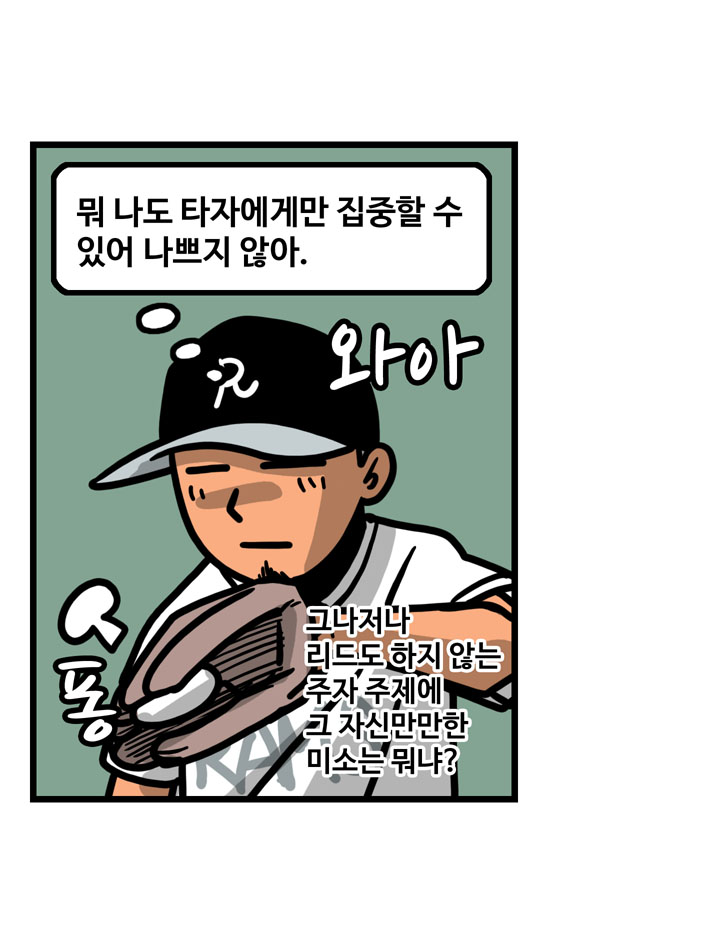 뭐 나도 타자에게만 집중할 수
있어 나쁘지 않아.
와아
슈
퐁
그나저나
리드도 하지 않는
주자 주제에
그 자신만만한
미소는 뭐냐?